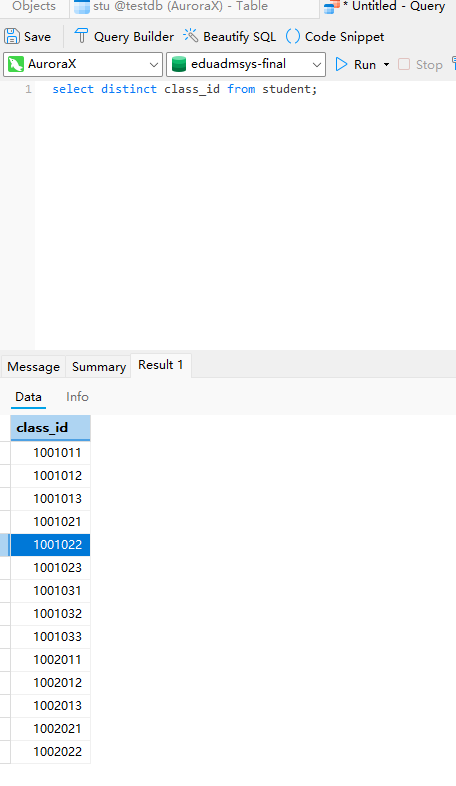 Objects stu @testdb (AuroraX) - Table * Untitled - Query
Save Query Builder Beautify SQL () Code Snippet
AuroraX eduadmsys-final Run Stop
1 select distinct class_id from student;
Message Summary Result 1
Data Info
class_id
1001011
1001012
1001013
1001021
1001022
1001023
1001031
1001032
1001033
1002011
1002012
1002013
1002021
1002022